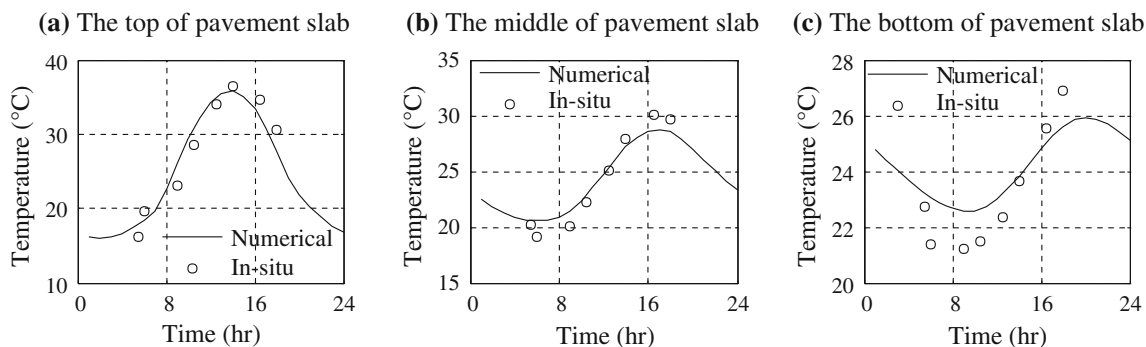 (a) The top of pavement slab
Temperature (°C)
40
30
20
10
Numerical
In-situ
0 8 16 24
Time (hr)
(b) The middle of pavement slab
Temperature (°C)
35
30
25
20
15
Numerical
In-situ
0 8 16 24
Time (hr)
(c) The bottom of pavement slab
Temperature (°C)
28
26
24
22
20
Numerical
In-situ
0 8 16 24
Time (hr)